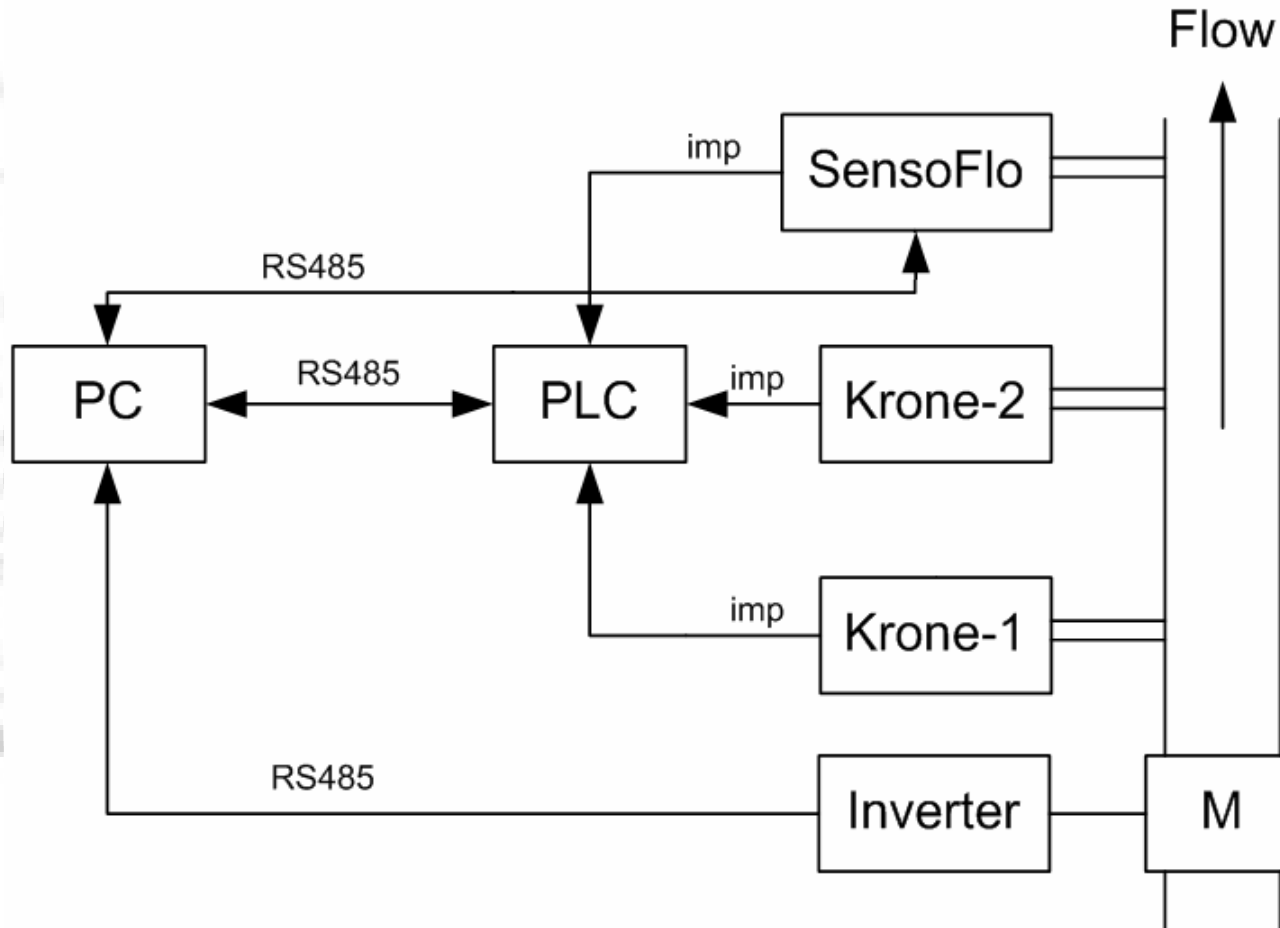 Flow
imp
SensoFlo
RS485
PC
RS485
PLC
imp
Krone-2
imp
Krone-1
RS485
Inverter
M